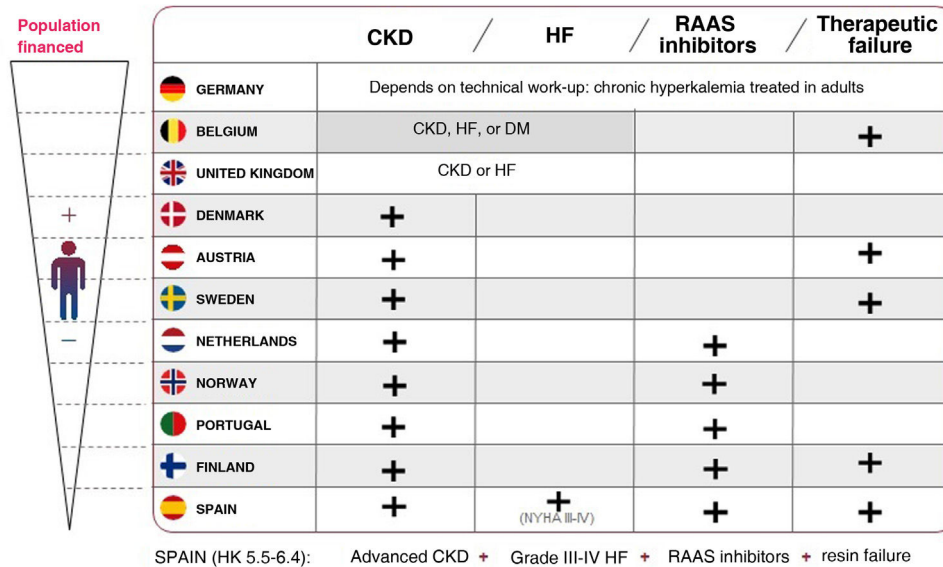 Population
financed
CKD / HF / RAAS inhibitors / Therapeutic failure
GERMANY Depends on technical work-up: chronic hyperkalemia treated in adults
BELGIUM CKD, HF, or DM +
UNITED KINGDOM CKD or HF
+
DENMARK +
AUSTRIA + +
SWEDEN + +
−
NETHERLANDS + +
NORWAY + +
PORTUGAL + +
FINLAND + + +
SPAIN + + (NYHA III-IV) + +
SPAIN (HK 5.5-6.4): Advanced CKD + Grade III-IV HF + RAAS inhibitors + resin failure